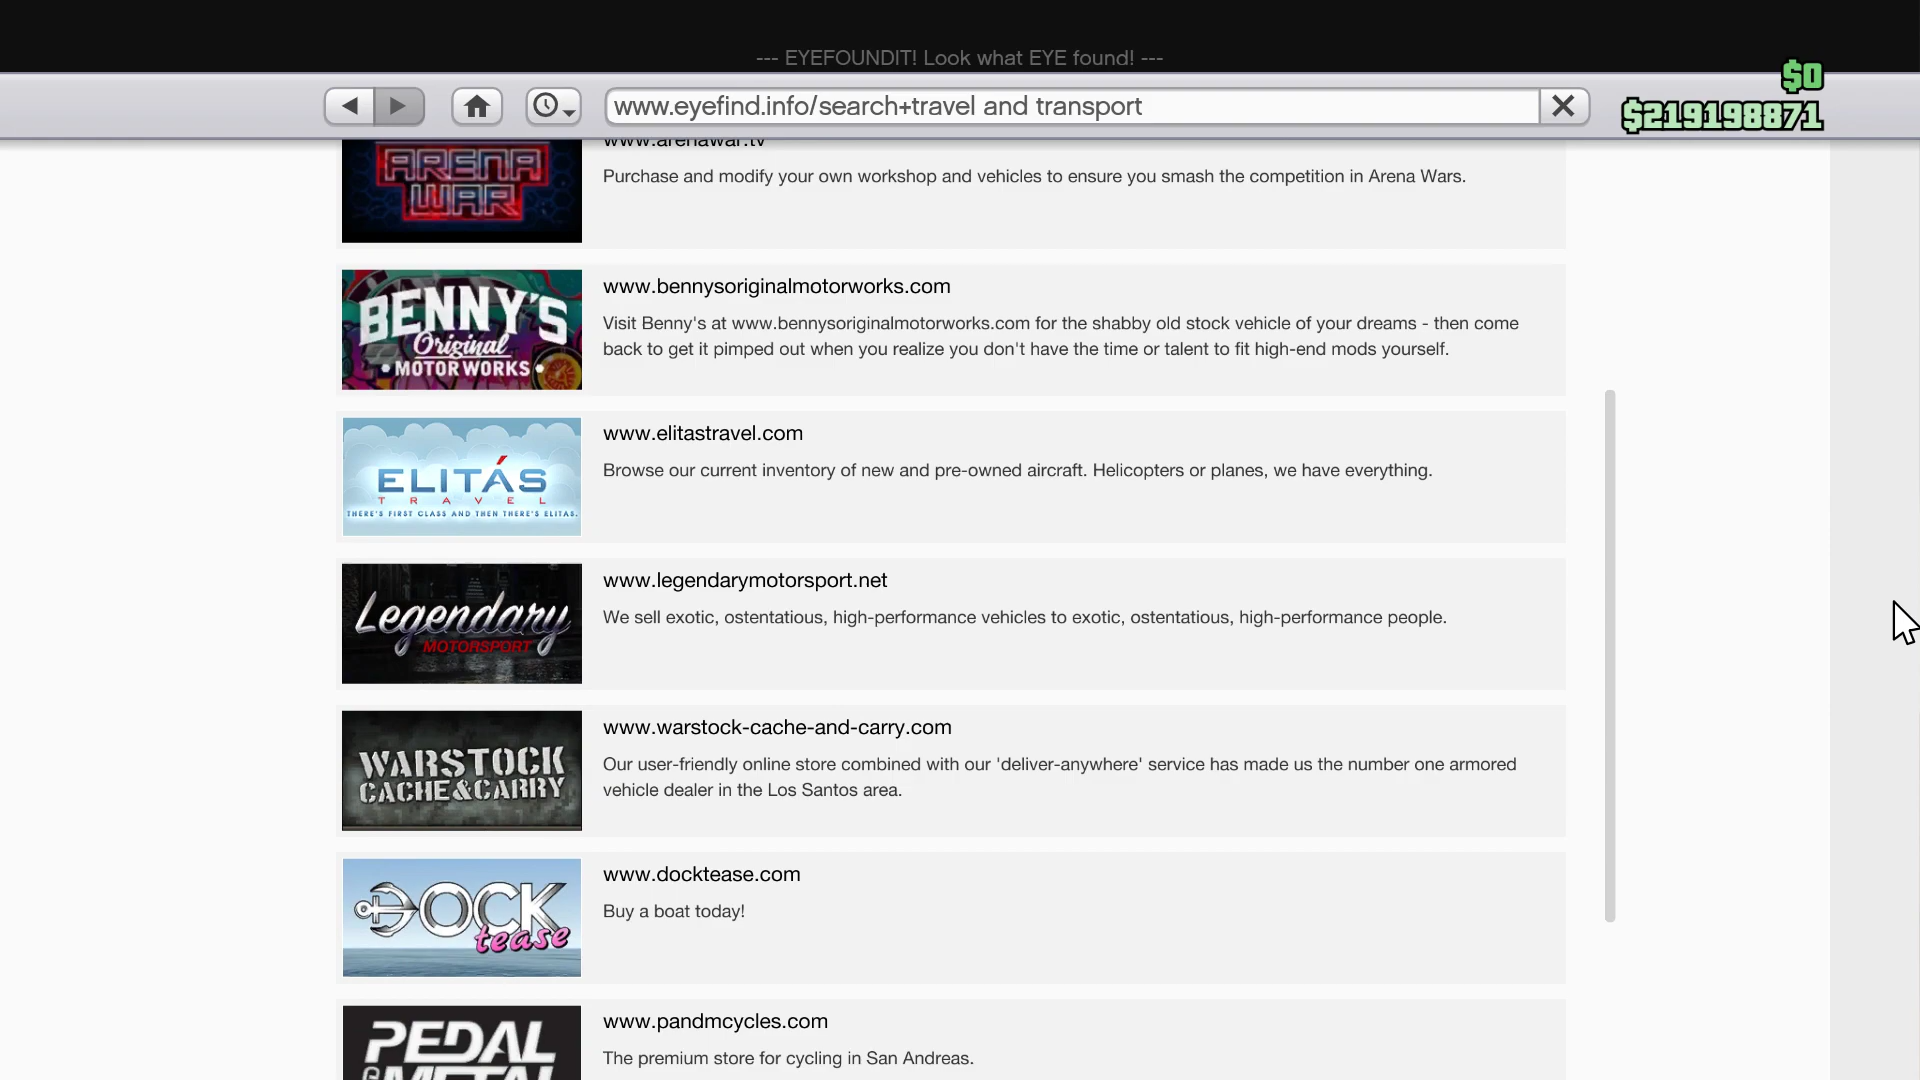 --- EYEFOUNDIT! Look what EYE found! ---
$0
www.eyefind.info/search+travel and transport
$219198871
www.arenawar.tv
ARENA
WAR
Purchase and modify your own workshop and vehicles to ensure you smash the competition in Arena Wars.
BENNY'S
Original
MOTORWORKS
www.bennysoriginalmotorworks.com
Visit Benny's at www.bennysoriginalmotorworks.com for the shabby old stock vehicle of your dreams - then come
back to get it pimped out when you realize you don't have the time or talent to fit high-end mods yourself.
ELITÁS
TRAVEL
THERE'S FIRST CLASS AND THEN THERE'S ELITAS.
www.elitastravel.com
Browse our current inventory of new and pre-owned aircraft. Helicopters or planes, we have everything.
Legendary
MOTORSPORT
www.legendarymotorsport.net
We sell exotic, ostentatious, high-performance vehicles to exotic, ostentatious, high-performance people.
WARSTOCK
CACHE&CARRY
www.warstock-cache-and-carry.com
Our user-friendly online store combined with our 'deliver-anywhere' service has made us the number one armored
vehicle dealer in the Los Santos area.
DOCK
tease
www.docktease.com
Buy a boat today!
PEDAL
METAL
www.pandmcycles.com
The premium store for cycling in San Andreas.